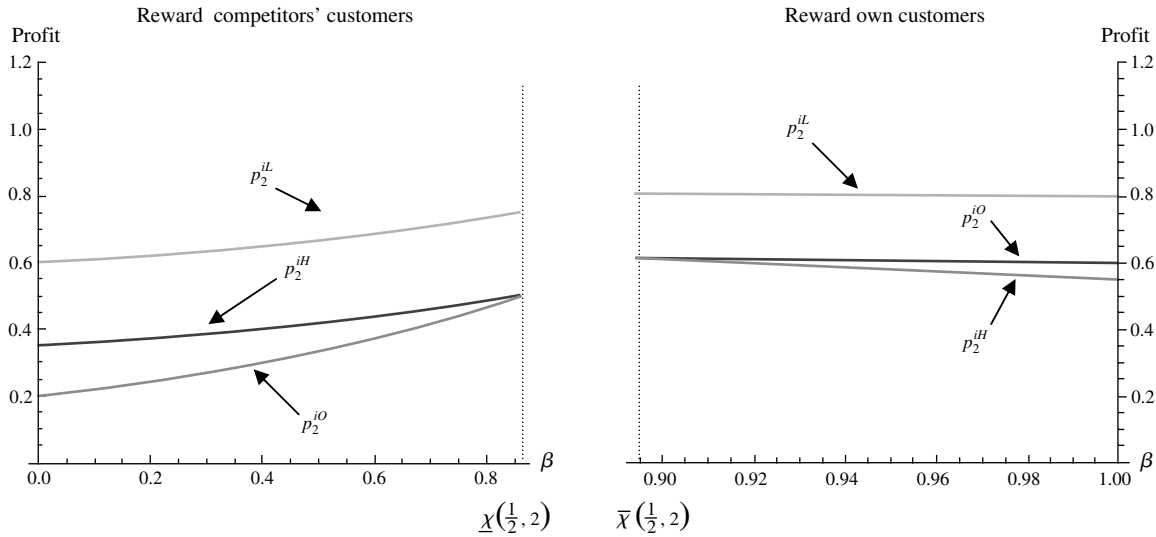 Reward competitors’ customers
Profit
1.2
1.0
0.8
0.6
0.4
0.2
p_2^{iL}
p_2^{iH}
p_2^{iO}
0.0 0.2 0.4 0.6 0.8 β
\underline{χ}(1/2, 2)
Reward own customers
Profit
1.2
1.0
0.8
0.6
0.4
0.2
p_2^{iL}
p_2^{iO}
p_2^{iH}
0.90 0.92 0.94 0.96 0.98 1.00 β
\overline{χ}(1/2, 2)